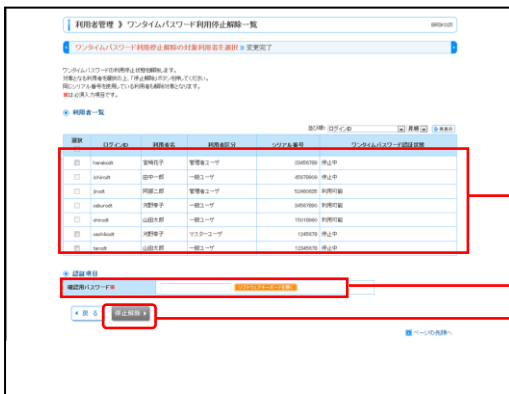 利用者管理 》 ワンタイムパスワード利用停止解除一覧
ワンタイムパスワード利用停止解除の対象利用者を選択 » 変更完了
ワンタイムパスワードの利用停止状態を解除します。
対象となる利用者を選択の上、「停止解除」ボタンを押してください。
同じシリアル番号を使用している利用者も解除対象となります。
※は必須入力項目です。
利用者一覧
並び順: ログインID 昇順 再表示
選択 ログインID 利用者名 利用者区分 シリアル番号 ワンタイムパスワード認証状態
hanakodt 宮崎花子 管理者ユーザ 23456789 停止中
ichirodt 田中一郎 一般ユーザ 45678909 停止中
jirodt 阿部二郎 管理者ユーザ 利用可能
saburodt 河野幸子 一般ユーザ 34567890 利用可能
shirodt 山田太郎 一般ユーザ 利用可能
sachikodt 河野幸子 マスターユーザ 12345678 停止中
tarodt 山田太郎 一般ユーザ 12345678 停止中
認証項目
確認用パスワード※ ソフトウェアキーボードを開く
戻る 停止解除
ページの先頭へ